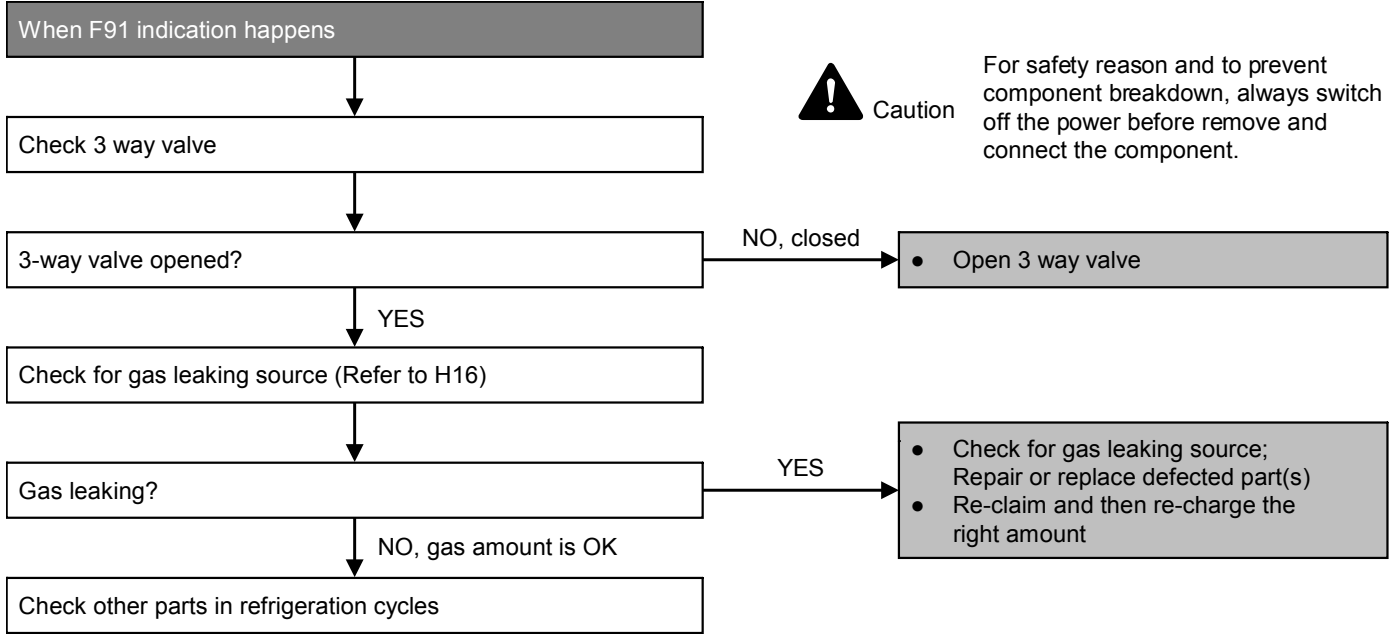 When F91 indication happens
Caution
For safety reason and to prevent
component breakdown, always switch
off the power before remove and
connect the component.
Check 3 way valve
3-way valve opened?
NO, closed
● Open 3 way valve
YES
Check for gas leaking source (Refer to H16)
Gas leaking?
YES
● Check for gas leaking source;
Repair or replace defected part(s)
● Re-claim and then re-charge the
right amount
NO, gas amount is OK
Check other parts in refrigeration cycles